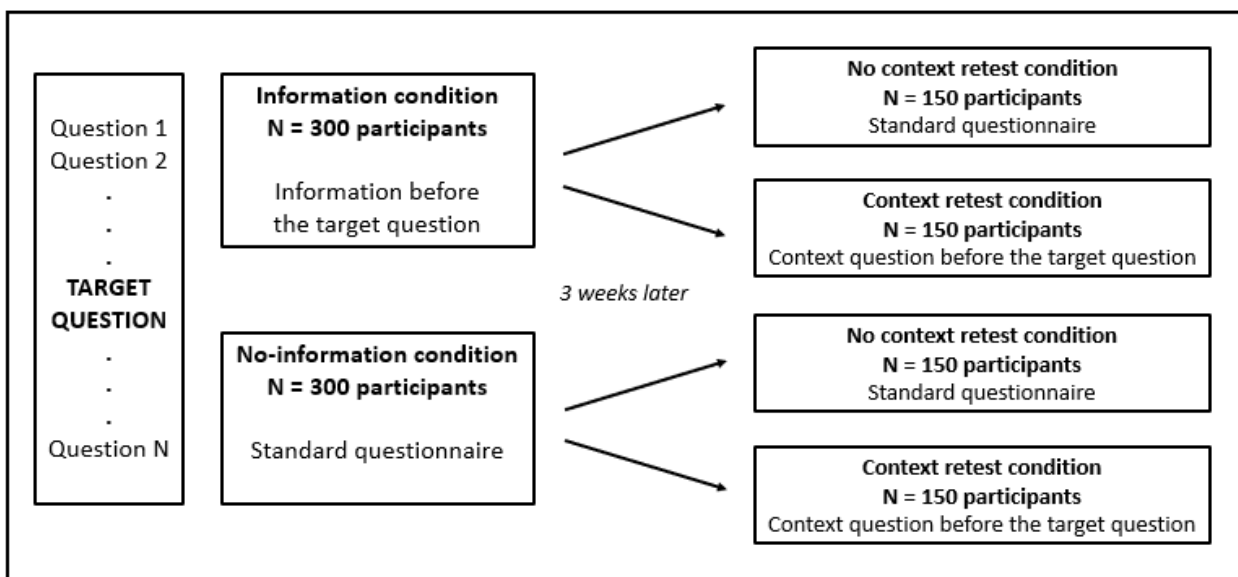 Question 1
Question 2
.
.
.
TARGET
QUESTION
.
.
.
Question N
Information condition
N = 300 participants
Information before
the target question
No-information condition
N = 300 participants
Standard questionnaire
3 weeks later
No context retest condition
N = 150 participants
Standard questionnaire
Context retest condition
N = 150 participants
Context question before the target question
No context retest condition
N = 150 participants
Standard questionnaire
Context retest condition
N = 150 participants
Context question before the target question